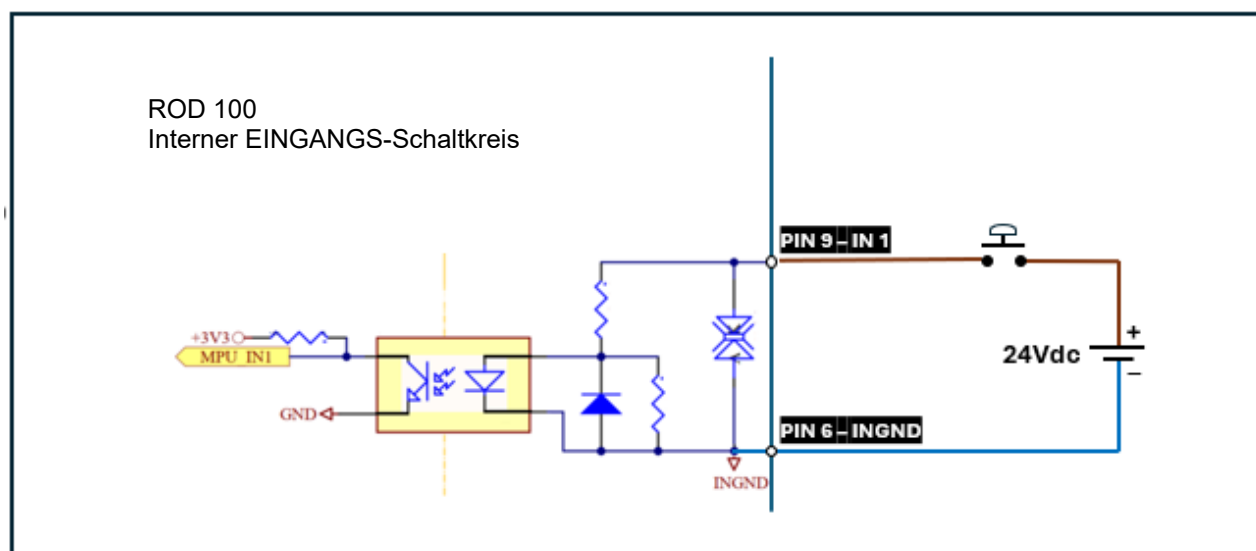 ROD 100
Interner EINGANGS-Schaltkreis
PIN 9 – IN 1
+3V3
MPU_IN1
24Vdc
+
−
GND
PIN 6 – INGND
INGND